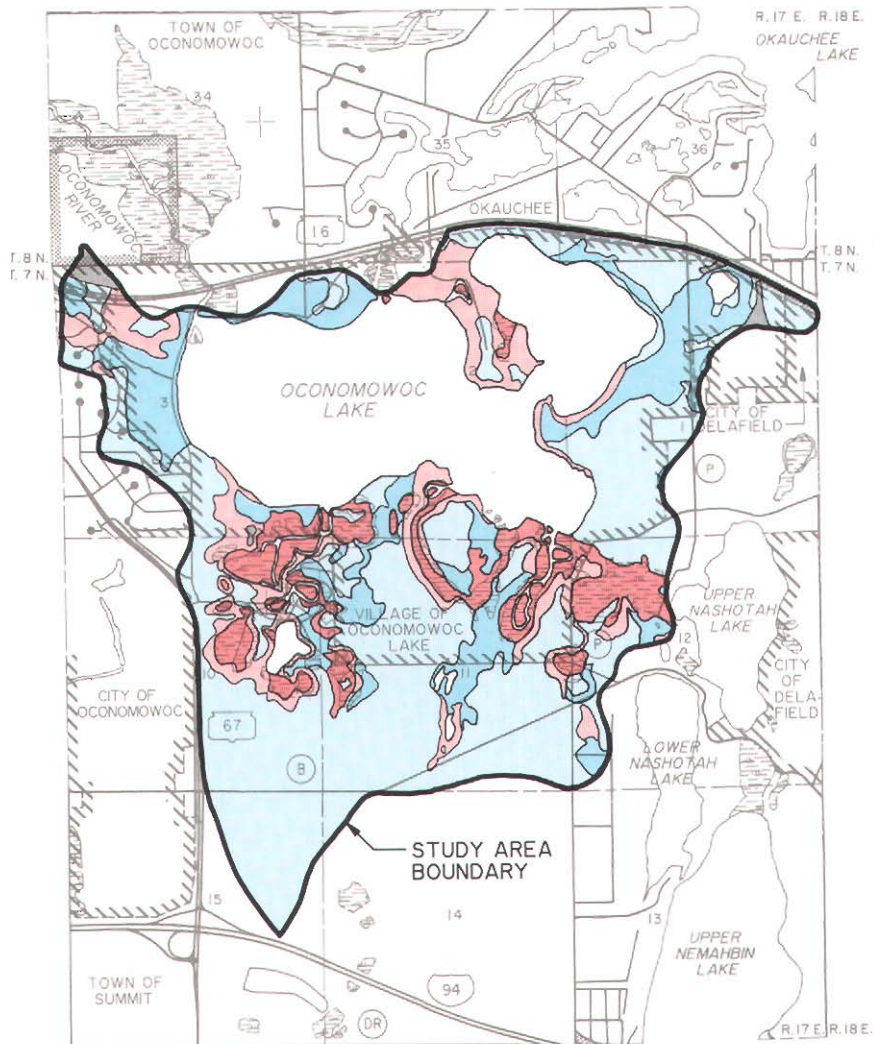 TOWN OF
OCONOMOWOC
R. 17 E. R. 18 E.
OKAUCHEE
LAKE
34
35
36
OCONOMOWOC
RIVER
OKAUCHEE
16
T. 8 N.
T. 7 N.
T. 8 N.
T. 7 N.
OCONOMOWOC
LAKE
3
1
CITY OF
DELAFIELD
P
UPPER
NASHOTAH
LAKE
VILLAGE OF
OCONOMOWOC
LAKE
P
12
10
11
CITY OF
OCONOMOWOC
CITY
OF
DELA-
FIELD
67
B
LOWER
NASHOTAH
LAKE
STUDY AREA
BOUNDARY
15
14
13
UPPER
NEMAHBIN
LAKE
TOWN OF
SUMMIT
94
DR
R. 17 E. R. 18 E.